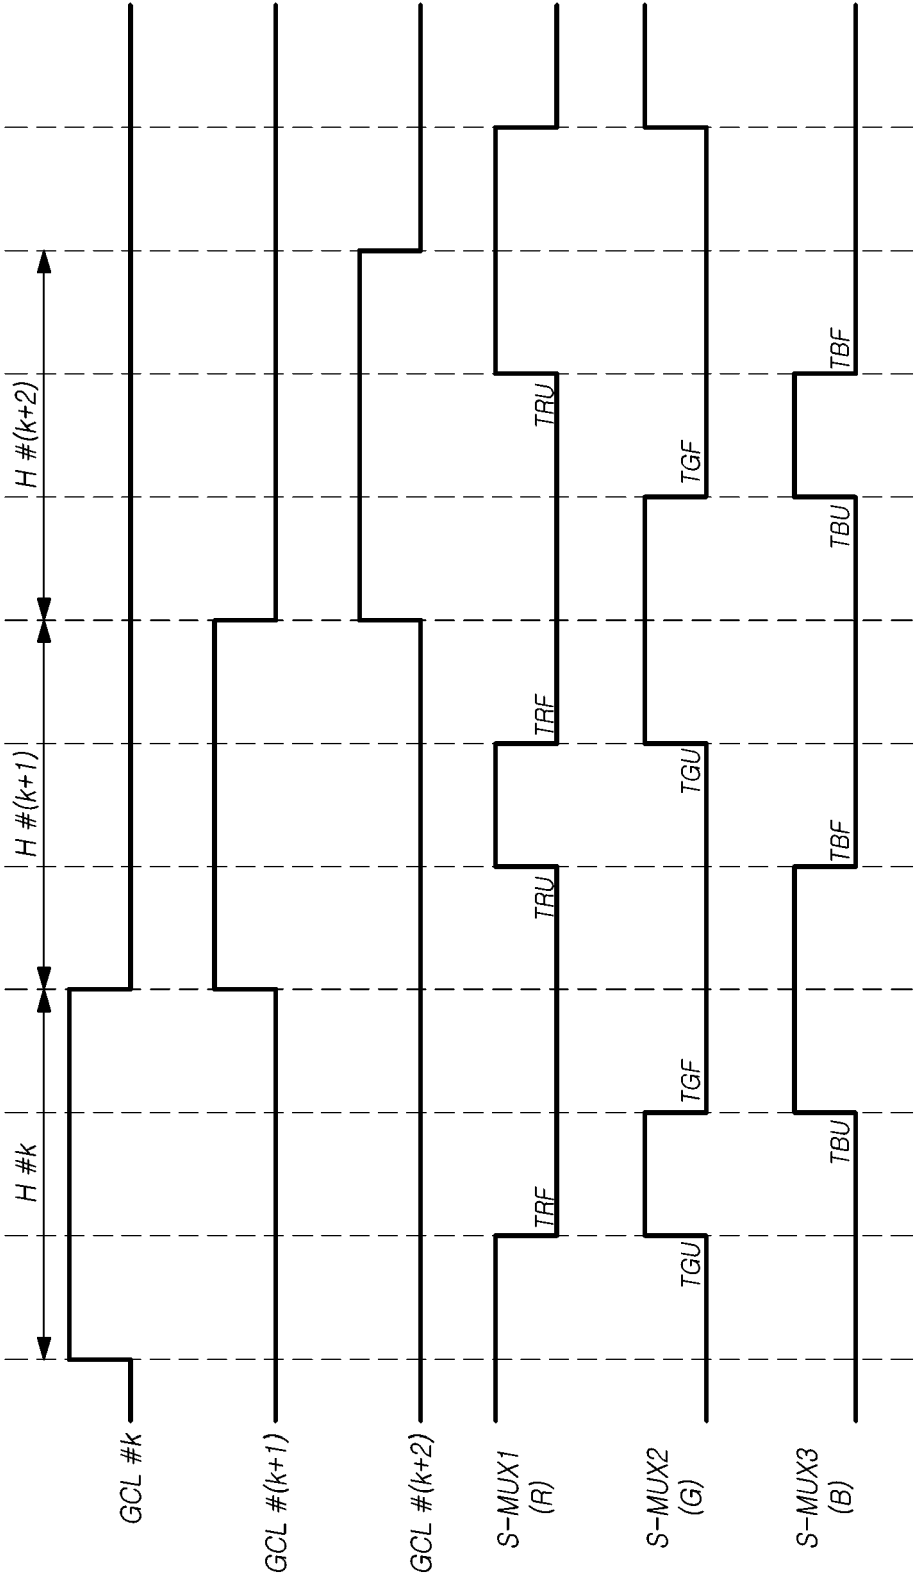 H #k
H #(k+1)
H #(k+2)
GCL #k
GCL #(k+1)
GCL #(k+2)
S-MUX1
(R)
TRF
TRU
TRF
TRU
S-MUX2
(G)
TGU
TGF
TGU
TGF
S-MUX3
(B)
TBU
TBF
TBU
TBF